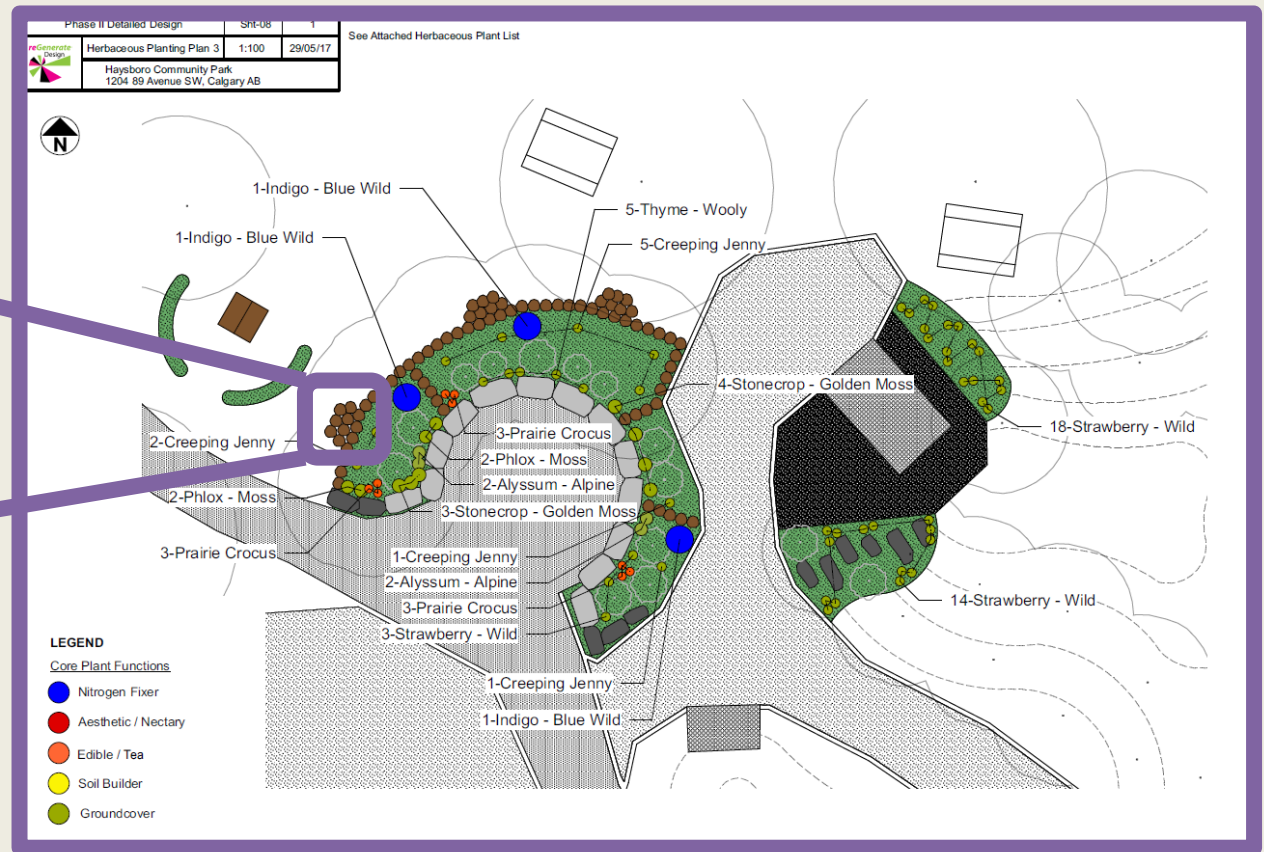 Phase II Detailed Design Sht-08 1
reGenerate
Design
Herbaceous Planting Plan 3 1:100 29/05/17
Haysboro Community Park
1204 89 Avenue SW, Calgary AB
See Attached Herbaceous Plant List
N
1-Indigo - Blue Wild
5-Thyme - Wooly
1-Indigo - Blue Wild
5-Creeping Jenny
4-Stonecrop - Golden Moss
18-Strawberry - Wild
3-Prairie Crocus
2-Creeping Jenny
2-Phlox - Moss
2-Alyssum - Alpine
2-Phlox - Moss
3-Stonecrop - Golden Moss
3-Prairie Crocus
1-Creeping Jenny
2-Alyssum - Alpine
3-Prairie Crocus
14-Strawberry - Wild
3-Strawberry - Wild
1-Creeping Jenny
1-Indigo - Blue Wild
LEGEND
Core Plant Functions
Nitrogen Fixer
Aesthetic / Nectary
Edible / Tea
Soil Builder
Groundcover